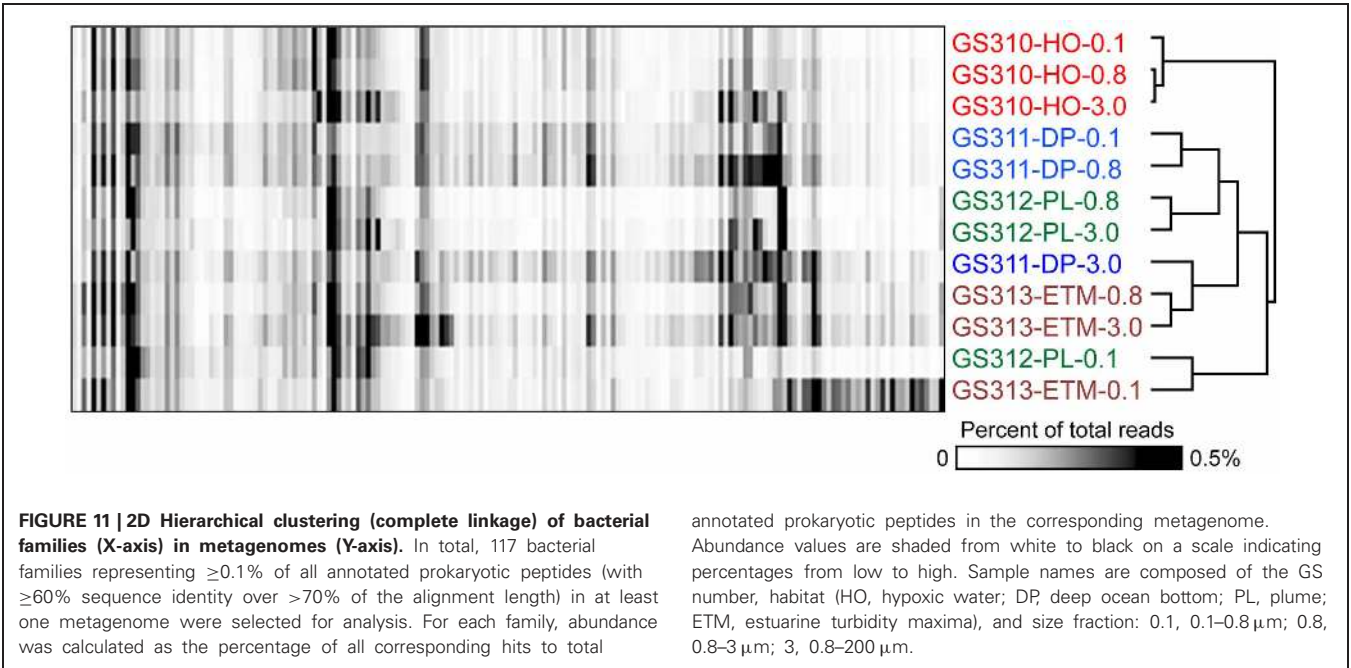 GS310-HO-0.1
GS310-HO-0.8
GS310-HO-3.0
GS311-DP-0.1
GS311-DP-0.8
GS312-PL-0.8
GS312-PL-3.0
GS311-DP-3.0
GS313-ETM-0.8
GS313-ETM-3.0
GS312-PL-0.1
GS313-ETM-0.1
Percent of total reads
0 0.5%
FIGURE 11 | 2D Hierarchical clustering (complete linkage) of bacterial
families (X-axis) in metagenomes (Y-axis). In total, 117 bacterial
families representing ≥0.1% of all annotated prokaryotic peptides (with
≥60% sequence identity over >70% of the alignment length) in at least
one metagenome were selected for analysis. For each family, abundance
was calculated as the percentage of all corresponding hits to total
annotated prokaryotic peptides in the corresponding metagenome.
Abundance values are shaded from white to black on a scale indicating
percentages from low to high. Sample names are composed of the GS
number, habitat (HO, hypoxic water; DP, deep ocean bottom; PL, plume;
ETM, estuarine turbidity maxima), and size fraction: 0.1, 0.1–0.8 μm; 0.8,
0.8–3 μm; 3, 0.8–200 μm.